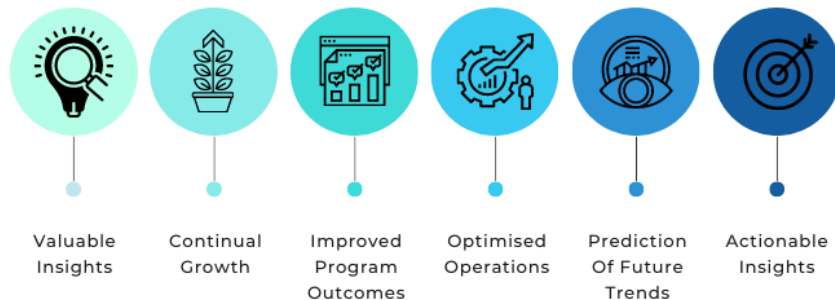 Valuable
Insights
Continual
Growth
Improved
Program
Outcomes
Optimised
Operations
Prediction
Of Future
Trends
Actionable
Insights